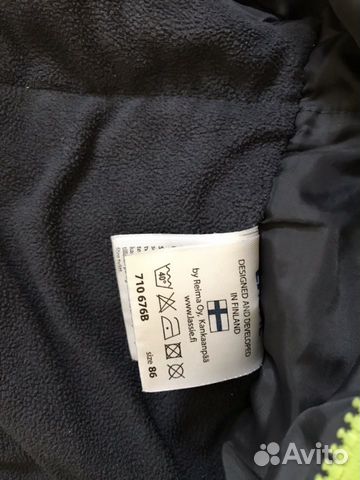 DESIGNED AND DEVELOPED
IN FINLAND
by Reima Oy, Kankaanpää
www.lassie.fi
40°
710 676B
size 86
Avito